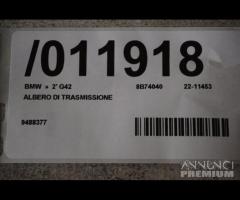 /011918
BMW » 2' G42 8B74040 22-11453
ALBERO DI TRASMISSIONE
9488377
ANNUNCI
PREMIUM